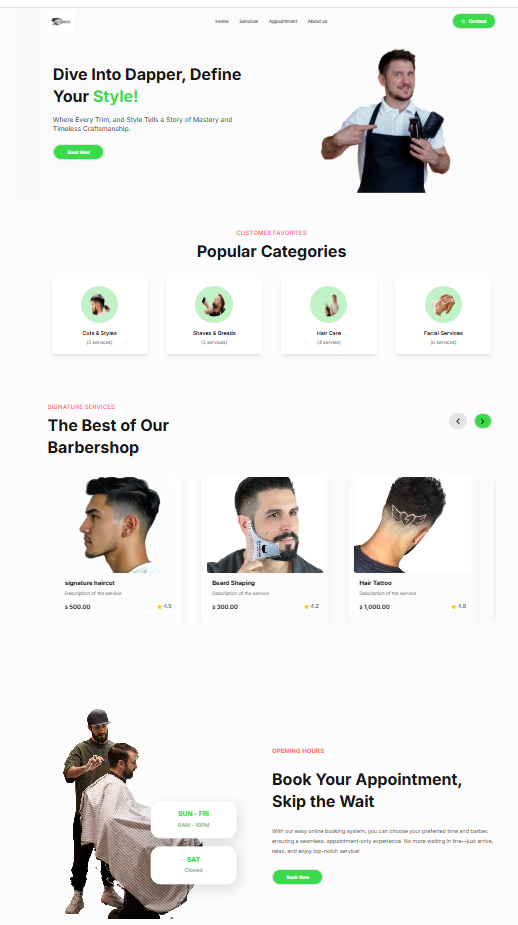 Home Services Appointment About us
Contact
Dive Into Dapper, Define
Your Style!
Where Every Trim, and Style Tells a Story of Mastery and
Timeless Craftsmanship.
Book Now
CUSTOMER FAVORITES
Popular Categories
Cuts & Styles
(5 services)
Shaves & Breads
(5 services)
Hair Care
(4 servies)
Facial Services
(6 services)
SIGNATURE SERVICES
The Best of Our
Barbershop
signature haircut
Description of the service
$ 500.00
4.5
Beard Shaping
Description of the service
$ 300.00
4.2
Hair Tattoo
Description of the service
$ 1,000.00
4.8
SUN - FRI
8AM - 10PM
SAT
Closed
OPENING HOURS
Book Your Appointment,
Skip the Wait
With our easy online booking system, you can choose your preferred time and barber,
ensuring a seamless, appointment-only experience. No more waiting in line—just arrive,
relax, and enjoy top-notch service!
Book Now